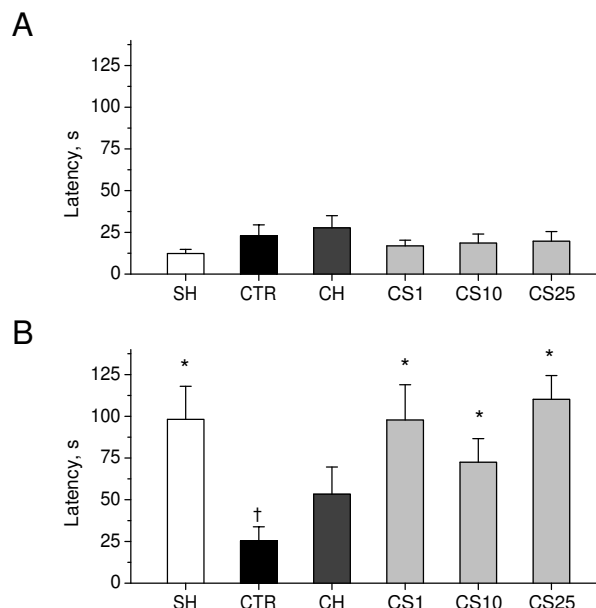 A
Latency, s
125
100
75
50
25
0
SH CTR CH CS1 CS10 CS25
B
Latency, s
125
100
75
50
25
0
* * * *
†
SH CTR CH CS1 CS10 CS25